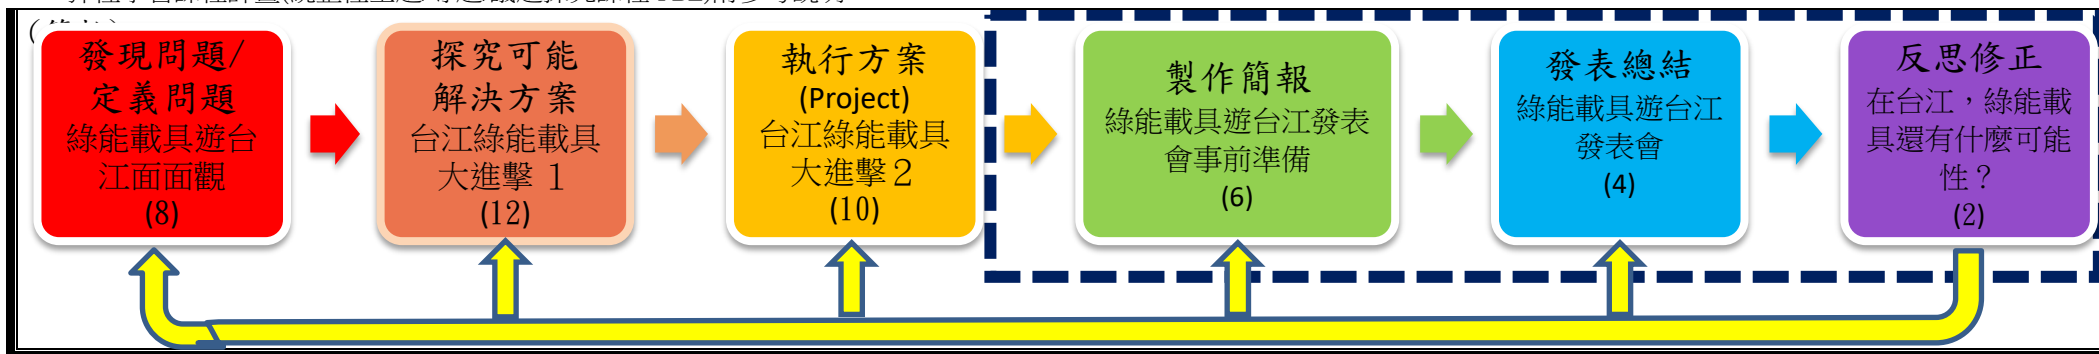 發現問題/
定義問題
綠能載具遊台
江面面觀
(8)
探究可能
解決方案
台江綠能載具
大進擊 1
(12)
執行方案
(Project)
台江綠能載具
大進擊 2
(10)
製作簡報
綠能載具遊台江發表
會事前準備
(6)
發表總結
綠能載具遊台江
發表會
(4)
反思修正
在台江，綠能載
具還有什麼可能
性？
(2)